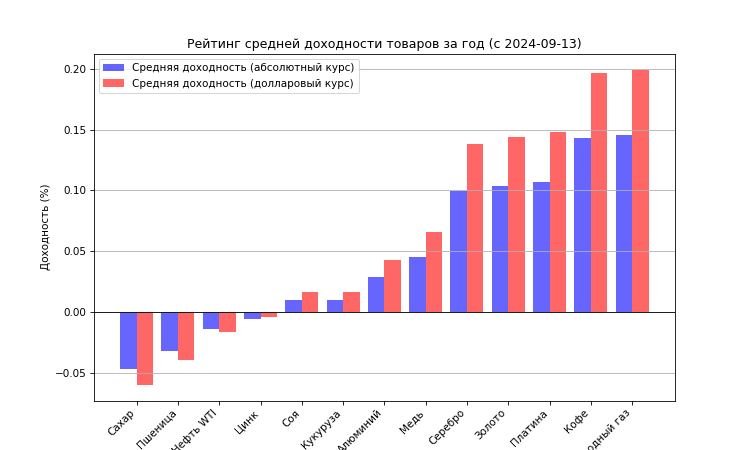 Рейтинг средней доходности товаров за год (с 2024-09-13)
Средняя доходность (абсолютный курс)
Средняя доходность (долларовый курс)
Доходность (%)
0.20
0.15
0.10
0.05
0.00
−0.05
Сахар
Пшеница
Нефть WTI
Цинк
Соя
Кукуруза
Алюминий
Медь
Серебро
Золото
Платина
Кофе
газ